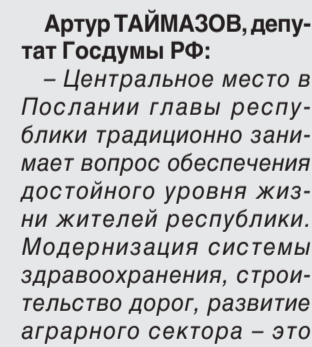 Артур ТАЙМАЗОВ, депу-
тат Госдумы РФ:
– Центральное место в
Послании главы респу-
блики традиционно зани-
мает вопрос обеспечения
достойного уровня жиз-
ни жителей республики.
Модернизация системы
здравоохранения, строи-
тельство дорог, развитие
аграрного сектора – это